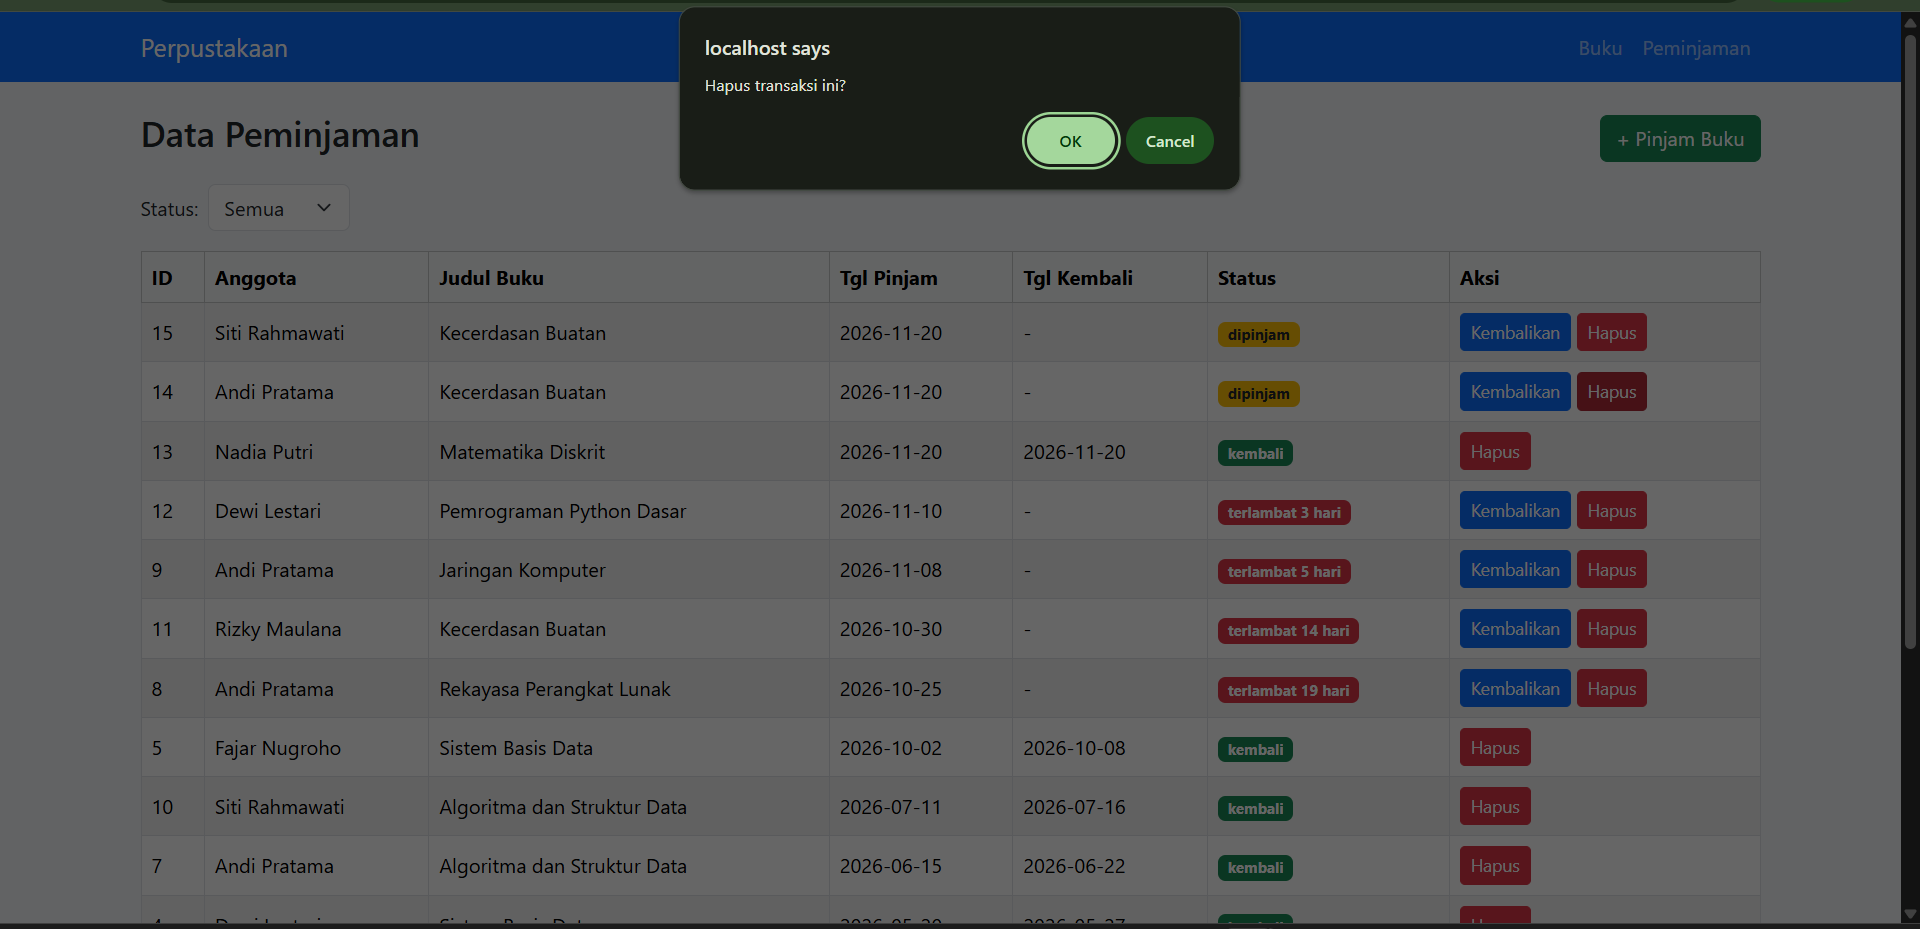 localhost says
Hapus transaksi ini?
OK Cancel
Perpustakaan Buku Peminjaman
Data Peminjaman + Pinjam Buku
Status: Semua
ID Anggota Judul Buku Tgl Pinjam Tgl Kembali Status Aksi
15 Siti Rahmawati Kecerdasan Buatan 2026-11-20 - dipinjam Kembalikan Hapus
14 Andi Pratama Kecerdasan Buatan 2026-11-20 - dipinjam Kembalikan Hapus
13 Nadia Putri Matematika Diskrit 2026-11-20 2026-11-20 kembali Hapus
12 Dewi Lestari Pemrograman Python Dasar 2026-11-10 - terlambat 3 hari Kembalikan Hapus
9 Andi Pratama Jaringan Komputer 2026-11-08 - terlambat 5 hari Kembalikan Hapus
11 Rizky Maulana Kecerdasan Buatan 2026-10-30 - terlambat 14 hari Kembalikan Hapus
8 Andi Pratama Rekayasa Perangkat Lunak 2026-10-25 - terlambat 19 hari Kembalikan Hapus
5 Fajar Nugroho Sistem Basis Data 2026-10-02 2026-10-08 kembali Hapus
10 Siti Rahmawati Algoritma dan Struktur Data 2026-07-11 2026-07-16 kembali Hapus
7 Andi Pratama Algoritma dan Struktur Data 2026-06-15 2026-06-22 kembali Hapus